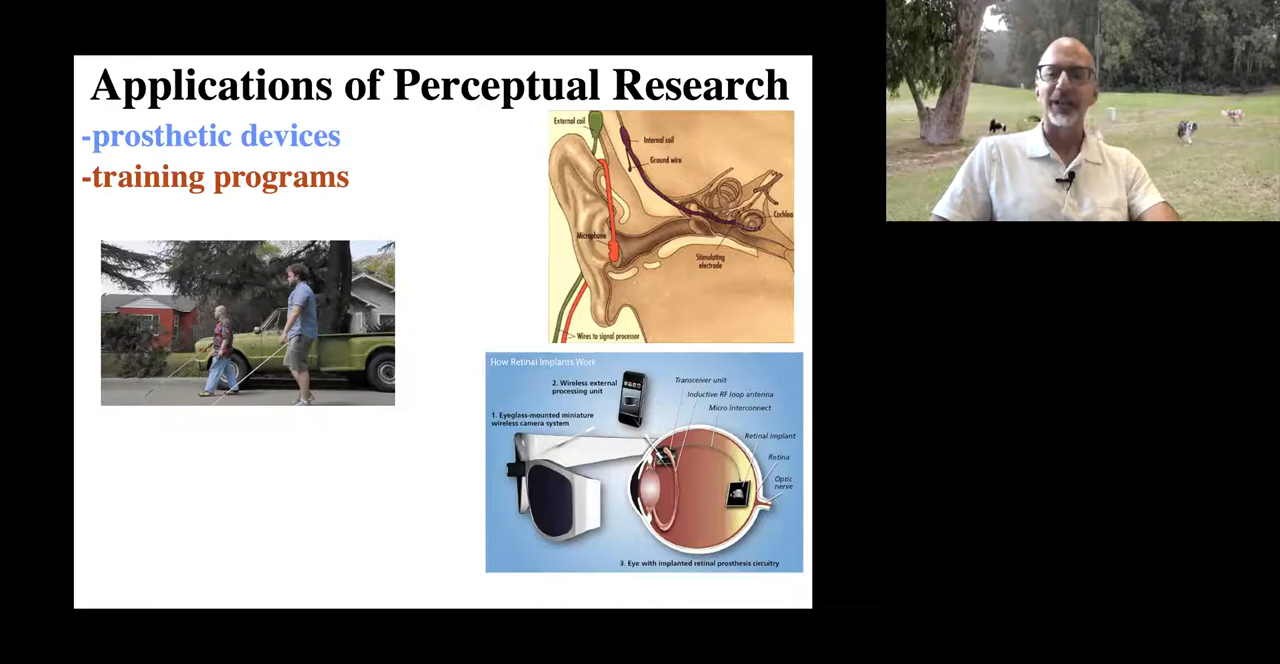 Applications of Perceptual Research
-prosthetic devices
-training programs
External coil
Internal coil
Ground wire
Microphone
Cochlea
Stimulating
electrode
Wires to signal processor
How Retinal Implants Work
2. Wireless external
processing unit
1. Eyeglass-mounted miniature
wireless camera system
Transceiver unit
Inductive RF loop antenna
Micro interconnect
Retinal implant
Retina
Optic
nerve
3. Eye with implanted retinal prosthesis circuitry